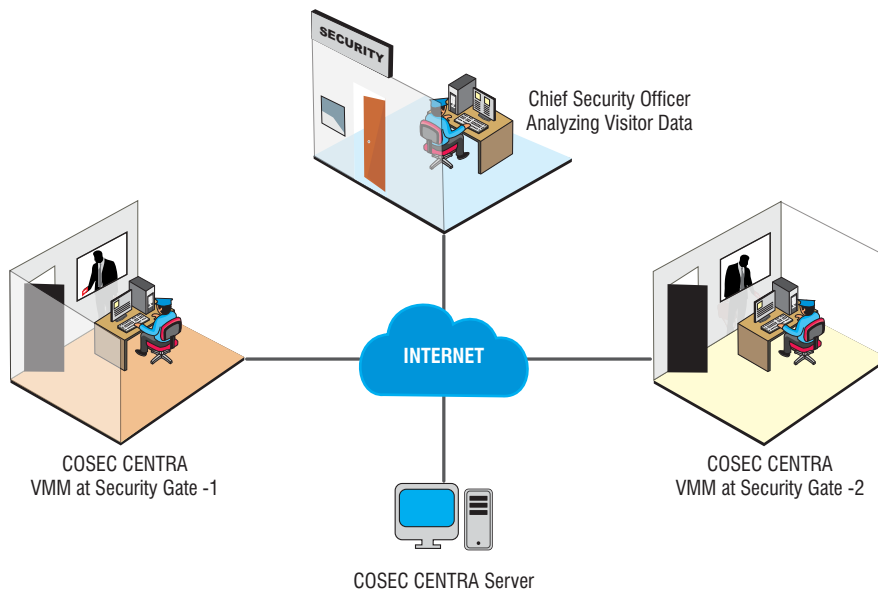 SECURITY
Chief Security Officer
Analyzing Visitor Data
INTERNET
COSEC CENTRA
VMM at Security Gate -1
COSEC CENTRA
VMM at Security Gate -2
COSEC CENTRA Server